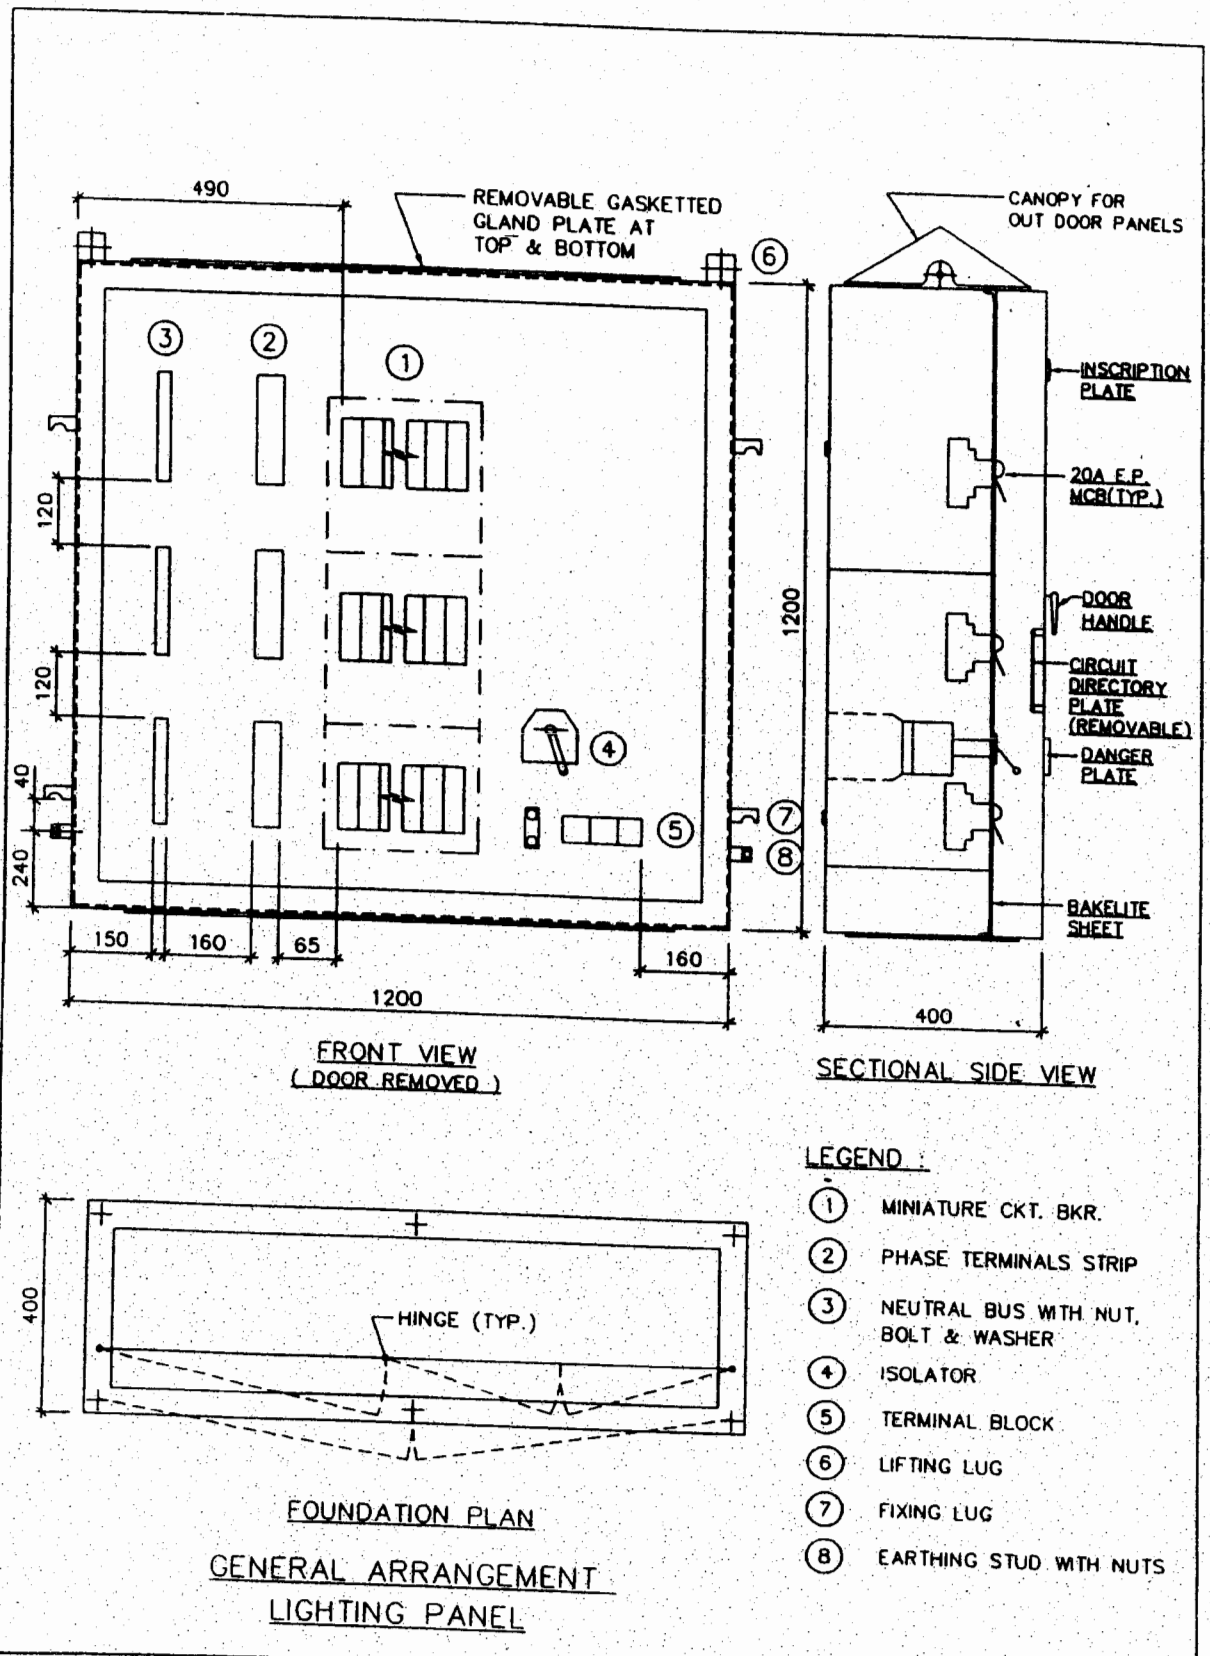 490
REMOVABLE GASKETTED
GLAND PLATE AT
TOP & BOTTOM
6
CANOPY FOR
OUT DOOR PANELS
3
2
1
INSCRIPTION
PLATE
120
20A E.P.
MCB(TYP.)
1200
DOOR
HANDLE
120
CIRCUIT
DIRECTORY
PLATE
(REMOVABLE)
4
DANGER
PLATE
40
5
7
8
240
BAKELITE
SHEET
150
160
65
160
1200
400
FRONT VIEW
( DOOR REMOVED )
SECTIONAL SIDE VIEW
LEGEND :
1 MINIATURE CKT. BKR.
2 PHASE TERMINALS STRIP
3 NEUTRAL BUS WITH NUT,
BOLT & WASHER
4 ISOLATOR
5 TERMINAL BLOCK
6 LIFTING LUG
7 FIXING LUG
8 EARTHING STUD WITH NUTS
400
HINGE (TYP.)
FOUNDATION PLAN
GENERAL ARRANGEMENT
LIGHTING PANEL